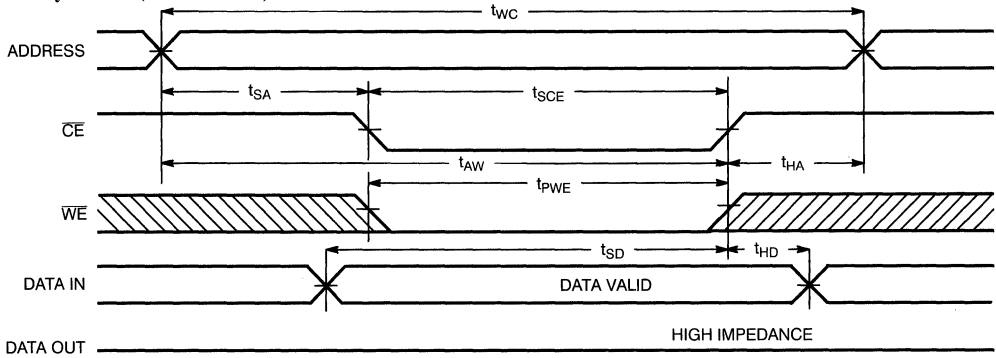 tWC
ADDRESS
tSA
tSCE
CE
tAW
tHA
tPWE
WE
tSD
tHD
DATA IN
DATA VALID
HIGH IMPEDANCE
DATA OUT